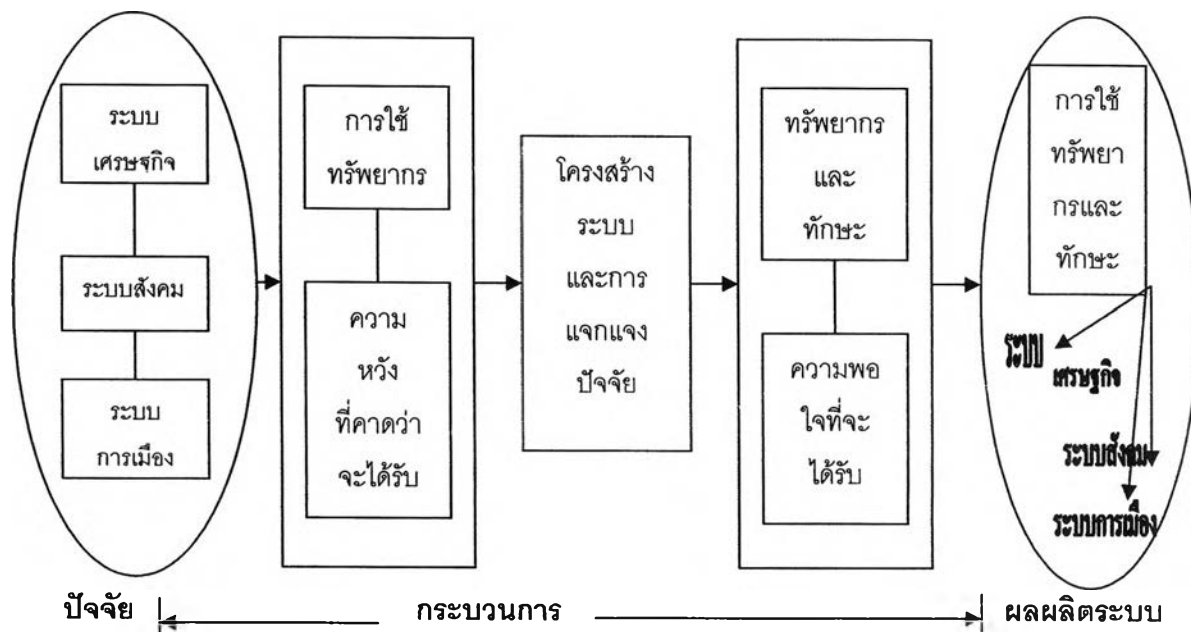 ระบบ
เศรษฐกิจ
ระบบสังคม
ระบบ
การเมือง
การใช้
ทรัพยากร
ความ
หวัง
ที่คาดว่า
จะได้รับ
โครงสร้าง
ระบบ
และการ
แจกแจง
ปัจจัย
ทรัพยากร
และ
ทักษะ
ความพอ
ใจที่จะ
ได้รับ
การใช้
ทรัพยา
กรและ
ทักษะ
ระบบ
เศรษฐกิจ
ระบบสังคม
ระบบการเมือง
ปัจจัย
กระบวนการ
ผลผลิตระบบ